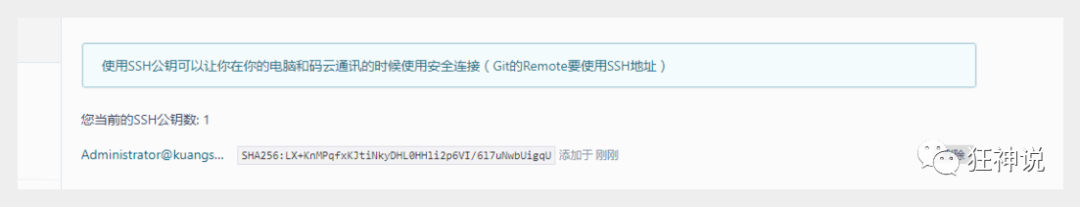 使用SSH公钥可以让你在你的电脑和码云通讯的时候使用安全连接（Git的Remote要使用SSH地址）
您当前的SSH公钥数: 1
Administrator@kuangs... SHA256:LX+KnMPqfxKJtiNkyDHL0HHli2p6VI/6l7uNwbUigqU 添加于 刚刚
狂神说